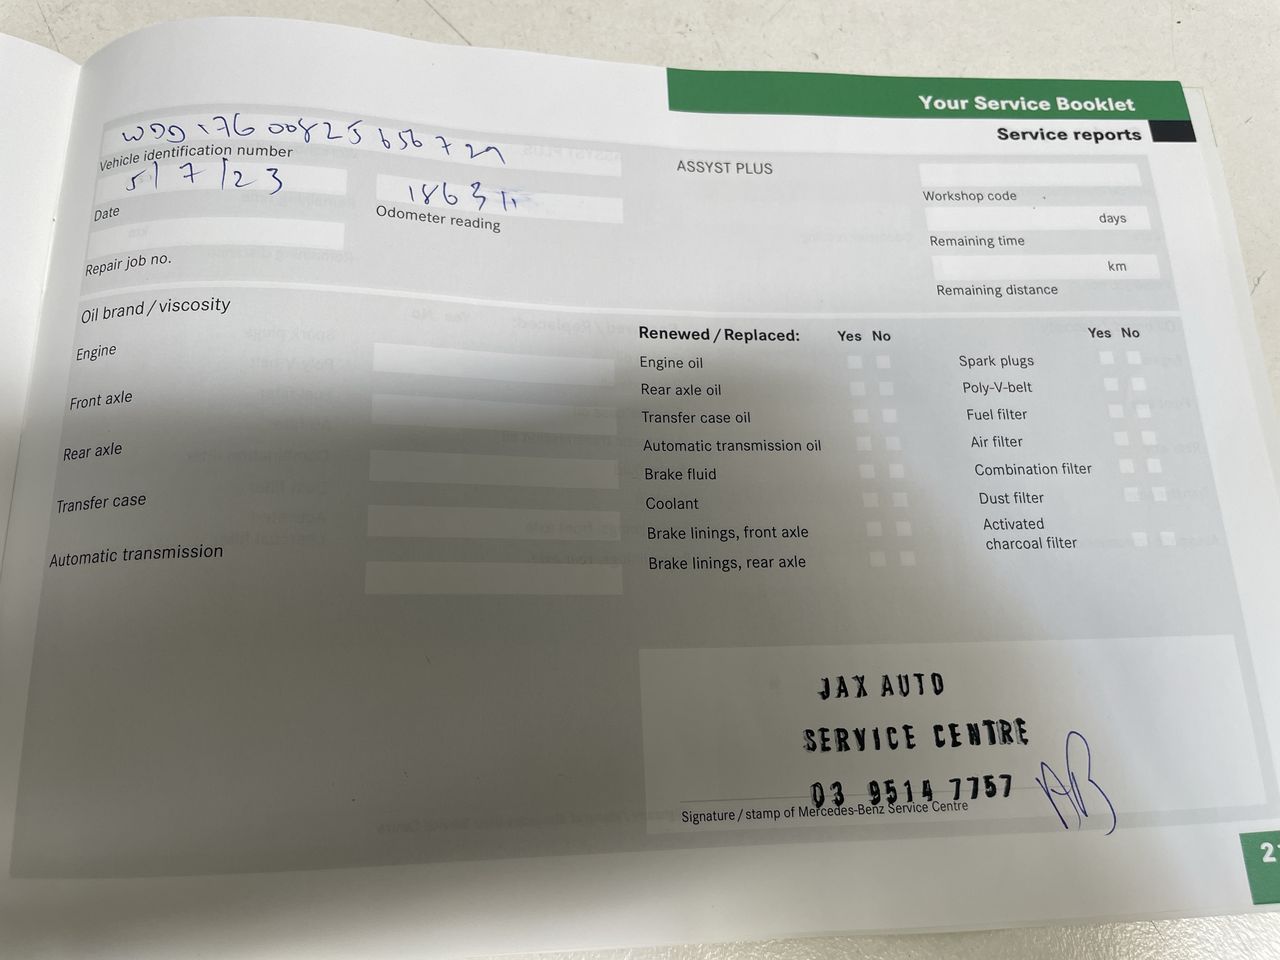 Your Service Booklet
Service reports
WDD 176 00825 656 7 29
Vehicle identification number
5/7/23
Date
Odometer reading
Repair job no.
ASSYST PLUS
Workshop code
days
Remaining time
km
Remaining distance
Oil brand / viscosity
Engine
Front axle
Rear axle
Transfer case
Automatic transmission
Renewed / Replaced: Yes No
Engine oil
Rear axle oil
Transfer case oil
Automatic transmission oil
Brake fluid
Coolant
Brake linings, front axle
Brake linings, rear axle
Yes No
Spark plugs
Poly-V-belt
Fuel filter
Air filter
Combination filter
Dust filter
Activated
charcoal filter
JAX AUTO
SERVICE CENTRE
03 9514 7757
Signature / stamp of Mercedes-Benz Service Centre